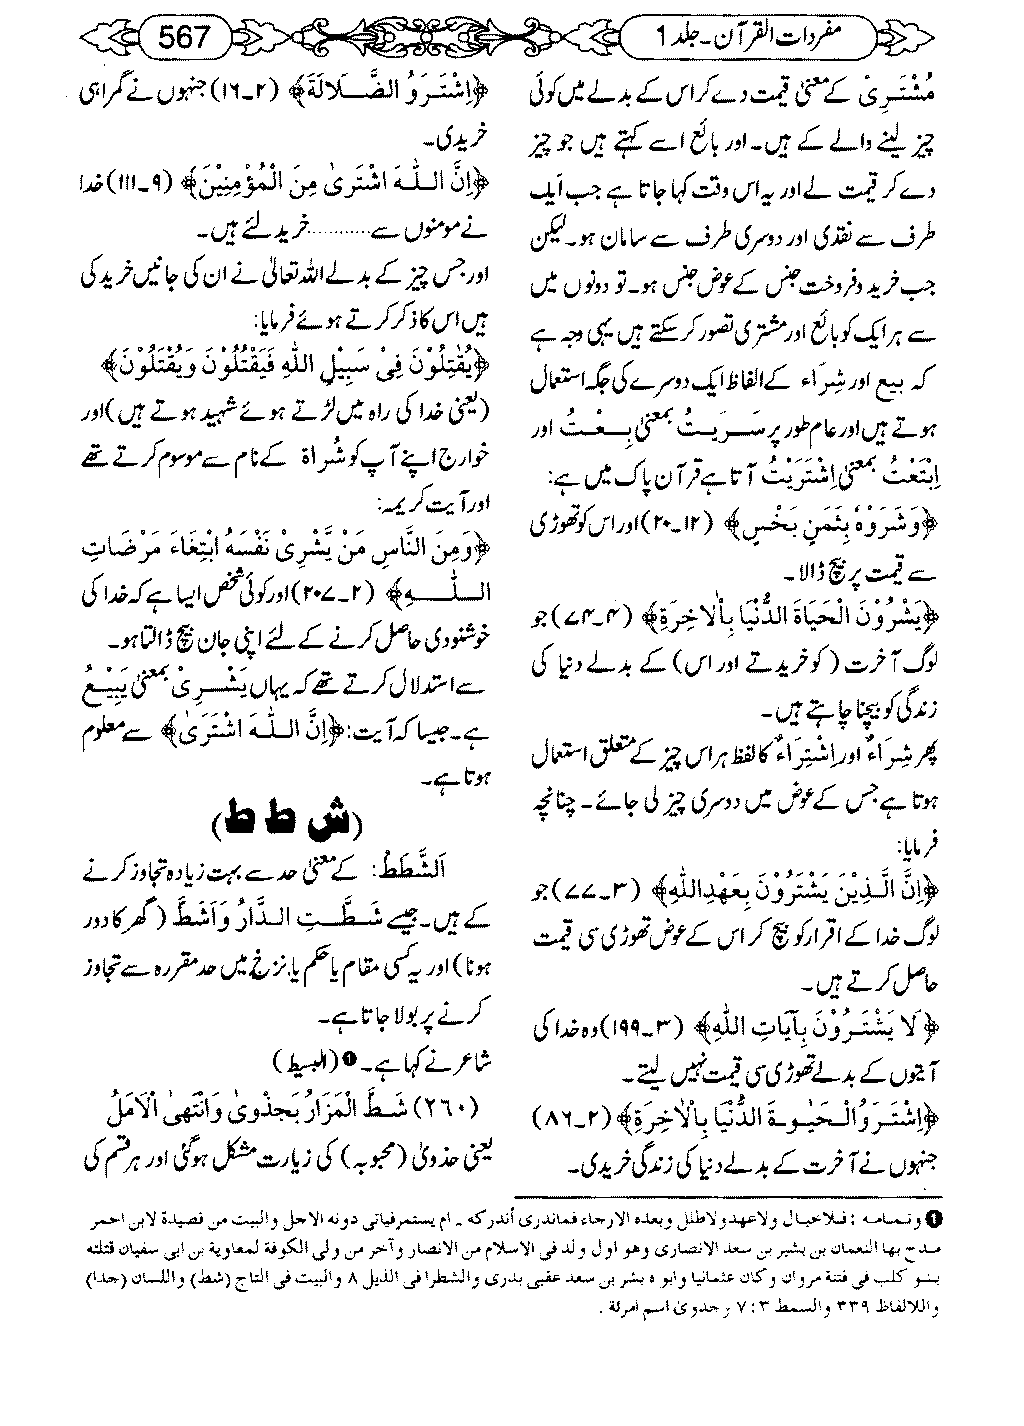 مفردات القرآن۔ جلد 1
567
مُشْتَرِیْ کے معنی قیمت دے کر اس کے بدلے میں کوئی
چیز لینے والے کے ہیں۔ اور بائع اسے کہتے ہیں جو چیز
دے کر قیمت لے اور یہ اس وقت کہا جاتا ہے جب ایک
طرف سے نقدی اور دوسری طرف سے سامان ہو۔ لیکن
جب خرید و فروخت جنس کے عوض جنس ہو۔ تو دونوں میں
سے ہر ایک کو بائع اور مشتری تصور کر سکتے ہیں یہی وجہ ہے
کہ بیع اور شِرَاء کے الفاظ ایک دوسرے کی جگہ استعمال
ہوتے ہیں اور عام طور پر شَرَیْتُ بمعنی بِعْتُ اور
اِبْتَعْتُ بمعنی اِشْتَرَیْتُ آتا ہے قرآن پاک میں ہے:
﴿وَشَرَوْهُ بِثَمَنٍ بَخْسٍ﴾ (۱۲۔۲۰) اور اس کو تھوڑی
سے قیمت پر بیچ ڈالا۔
﴿یَشْرُوْنَ الْحَیَاةَ الدُّنْیَا بِالْاٰخِرَةِ﴾ (۴۔۷۴) جو
لوگ آخرت (کو خریدتے اور اس) کے بدلے دنیا کی
زندگی کو بیچنا چاہتے ہیں۔
پھر شِرَاءٌ اور اِشْتِرَاءٌ کا لفظ ہر اس چیز کے متعلق استعمال
ہوتا ہے جس کے عوض میں دوسری چیز لی جائے۔ چنانچہ
فرمایا:
﴿اِنَّ الَّذِیْنَ یَشْتَرُوْنَ بِعَهْدِ اللهِ﴾ (۳۔۷۷) جو
لوگ خدا کے اقرار کو بیچ کر اس کے عوض تھوڑی سی قیمت
حاصل کرتے ہیں۔
﴿لَا یَشْتَرُوْنَ بِآیَاتِ اللهِ﴾ (۳۔۱۹۹) وہ خدا کی
آیتوں کے بدلے تھوڑی سی قیمت نہیں لیتے۔
﴿اِشْتَرَوُا الْحَیٰوةَ الدُّنْیَا بِالْاٰخِرَةِ﴾ (۲۔۸۶)
جنہوں نے آخرت کے بدلے دنیا کی زندگی خریدی۔
﴿اِشْتَرَوُ الضَّلَالَةَ﴾ (۲۔۱۶) جنہوں نے گمراہی
خریدی۔
﴿اِنَّ اللّٰهَ اشْتَرٰی مِنَ الْمُؤْمِنِیْنَ﴾ (۹۔۱۱۱) خدا
نے مومنوں سے ............ خرید لئے ہیں۔
اور جس چیز کے بدلے اللہ تعالیٰ نے ان کی جانیں خرید کی
ہیں اس کا ذکر کرتے ہوئے فرمایا:
﴿یُقٰتِلُوْنَ فِیْ سَبِیْلِ اللهِ فَیَقْتُلُوْنَ وَیُقْتَلُوْنَ﴾
(یعنی خدا کی راہ میں لڑتے ہوئے شہید ہوتے ہیں) اور
خوارج اپنے آپ کو شُرَاة کے نام سے موسوم کرتے تھے
اور آیت کریمہ:
﴿وَمِنَ النَّاسِ مَنْ یَّشْرِیْ نَفْسَهُ ابْتِغَاءَ مَرْضَاتِ
اللّٰهِ﴾ (۲۔۲۰۷) اور کوئی شخص ایسا ہے کہ خدا کی
خوشنودی حاصل کرنے کے لئے اپنی جان بیچ ڈالتا ہو۔
سے استدلال کرتے تھے کہ یہاں یَشْرِیْ بمعنی یَبِیْعُ
ہے۔ جیسا کہ آیت: ﴿اِنَّ اللّٰهَ اشْتَرَیٰ﴾ سے معلوم
ہوتا ہے۔
(ش ط ط)
اَلشَّطَطُ: کے معنی حد سے بہت زیادہ تجاوز کرنے
کے ہیں۔ جیسے شَطَّتِ الدَّارُ وَاَشَطَّ (گھر کا دور
ہونا) اور یہ کسی مقام یا حکم یا نرخ میں حد مقررہ سے تجاوز
کرنے پر بولا جاتا ہے۔
شاعر نے کہا ہے۔❶ (البسیط)
(۲۶۰) شَطَّ الْمَزَارُ بِجَذْوٰی وَانْتَهیٰ الْاَمَلُ
یعنی حذویٰ (محبوبہ) کی زیارت مشکل ہوگئی اور ہر قسم کی
❶ وتمامه : فلاخیال ولاعهد ولاطلل وبعده الارجاء فماندری أندرکه ۔ ام یستمرفیاتی دونه الاجل والبیت من قصیدة لابن احمر
مدح بها النعمان بن بشیر بن سعد الانصاری وهو اول ولد فی الاسلام من الانصار وآخر من ولی الکوفة لمعاویة بن ابی سفیان قتلته
بنو کلب فی فتنة مروان وکان عثمانیا وابوه بشر بن سعد عقبی بدری والشطرا فی الذیل ۸ والبیت فی التاج (شط) واللسان (جدا)
واللالفاظ ۳۳۹ والسمط ۳ : ۷ وحدویٰ اسم امرئة .